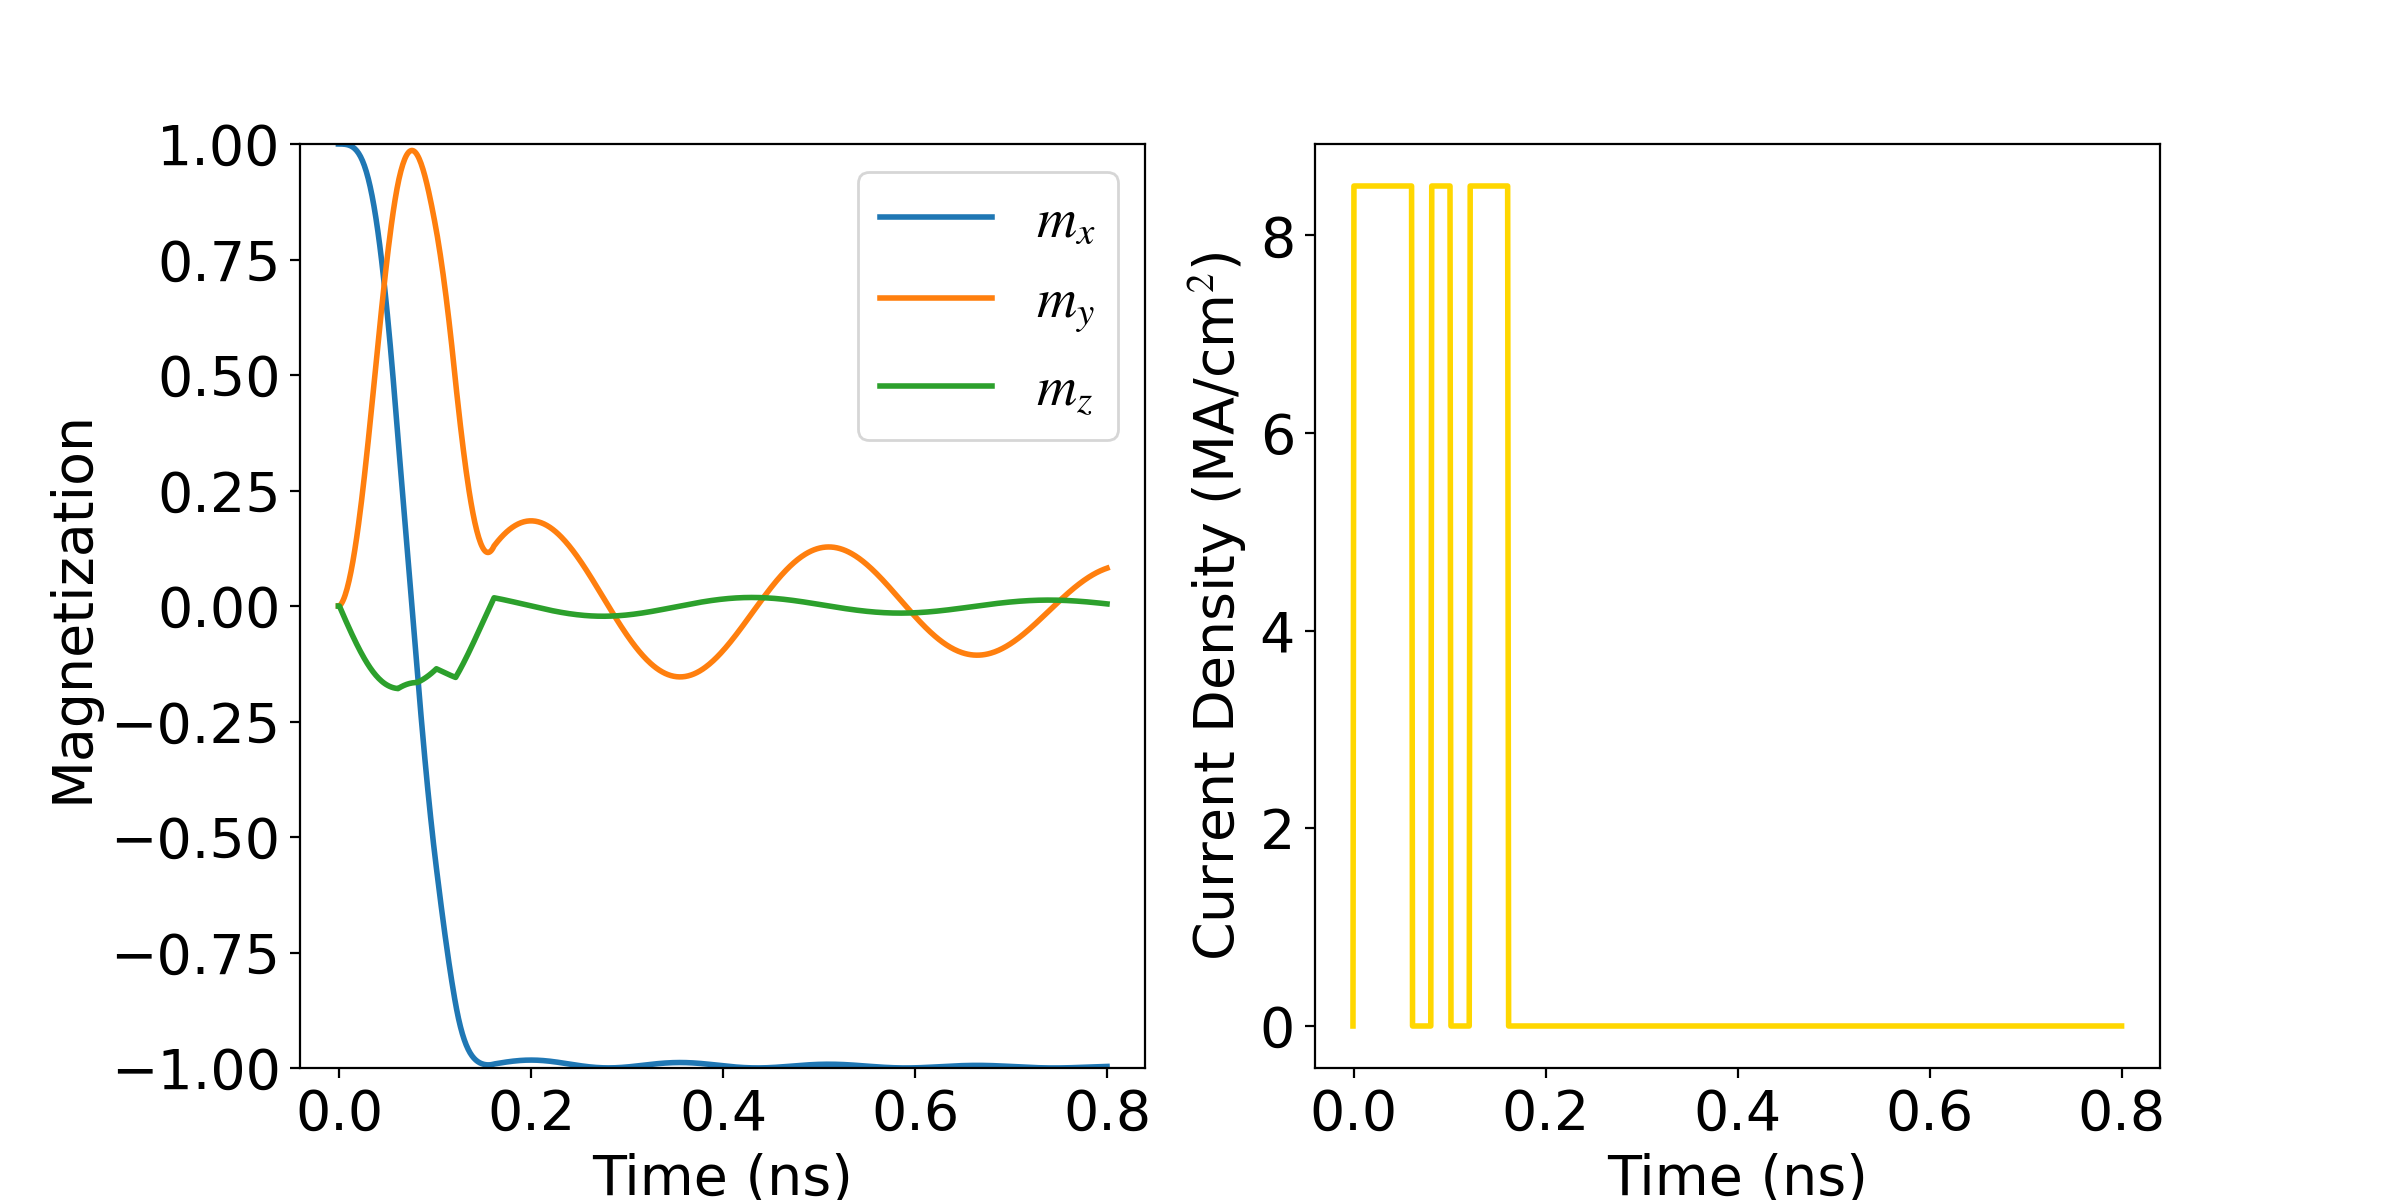 Magnetization
1.00
0.75
0.50
0.25
0.00
−0.25
−0.50
−0.75
−1.00
0.0 0.2 0.4 0.6 0.8
Time (ns)
m_x
m_y
m_z
Current Density (MA/cm²)
8
6
4
2
0
0.0 0.2 0.4 0.6 0.8
Time (ns)